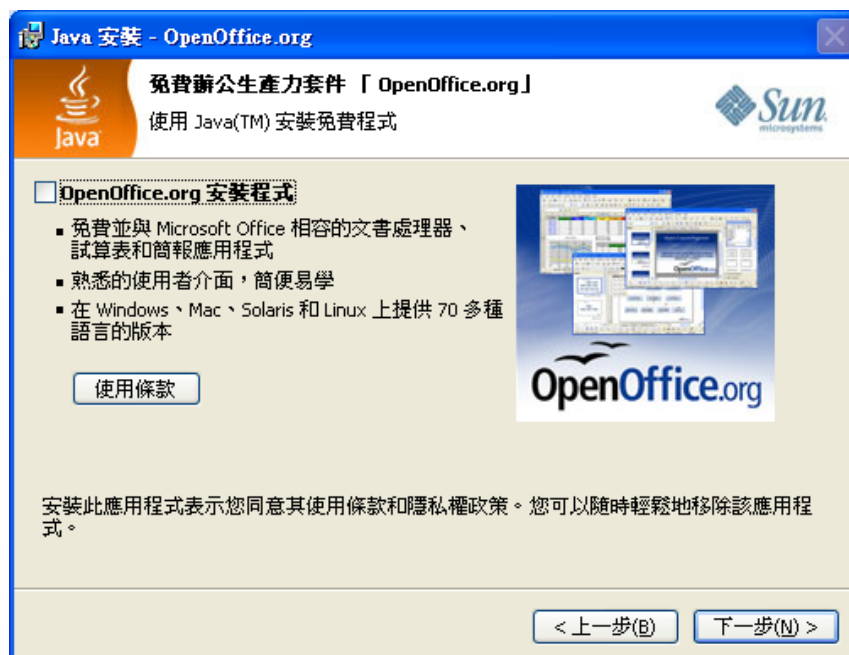 Java 安裝 - OpenOffice.org
免費辦公生產力套件「 OpenOffice.org」
使用 Java(TM) 安裝免費程式
Java
Sun
microsystems
OpenOffice.org 安裝程式
▪ 免費並與 Microsoft Office 相容的文書處理器、
試算表和簡報應用程式
▪ 熟悉的使用者介面，簡便易學
▪ 在 Windows、Mac、Solaris 和 Linux 上提供 70 多種
語言的版本
使用條款
OpenOffice.org
OpenOffice.org
安裝此應用程式表示您同意其使用條款和隱私權政策。您可以隨時輕鬆地移除該應用程
式。
< 上一步(B)
下一步(N) >